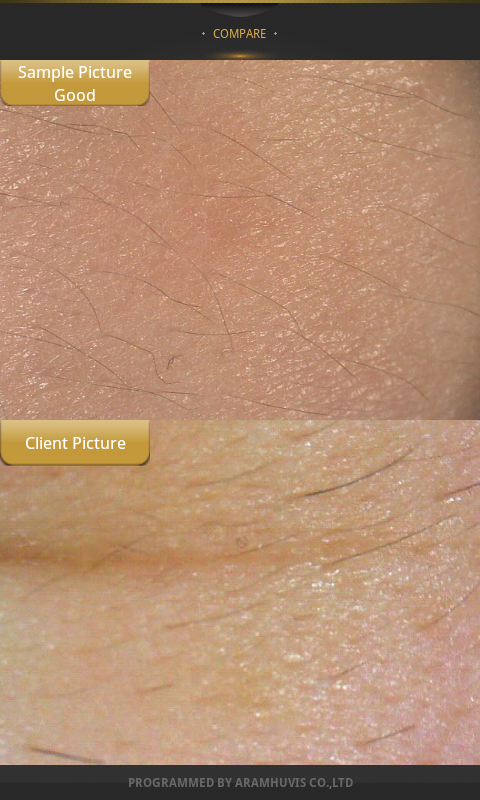 COMPARE
Sample Picture
Good
Client Picture
PROGRAMMED BY ARAMHUVIS CO.,LTD